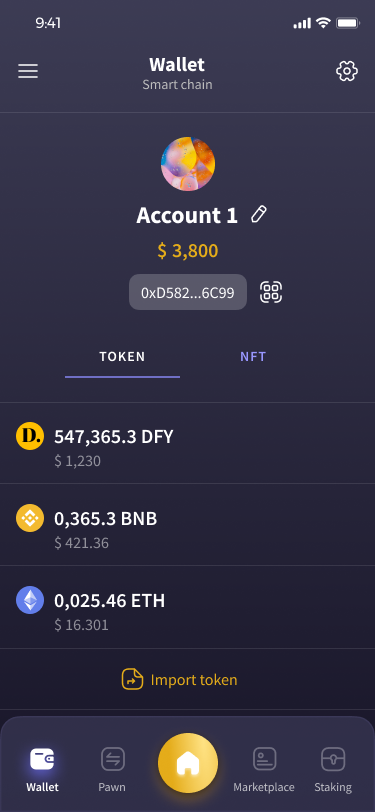 9:41
Wallet
Smart chain
Account 1
$ 3,800
0xD582...6C99
TOKEN
NFT
D.
547,365.3 DFY
$ 1,230
0,365.3 BNB
$ 421.36
0,025.46 ETH
$ 16.301
Import token
Wallet
Pawn
Marketplace
Staking